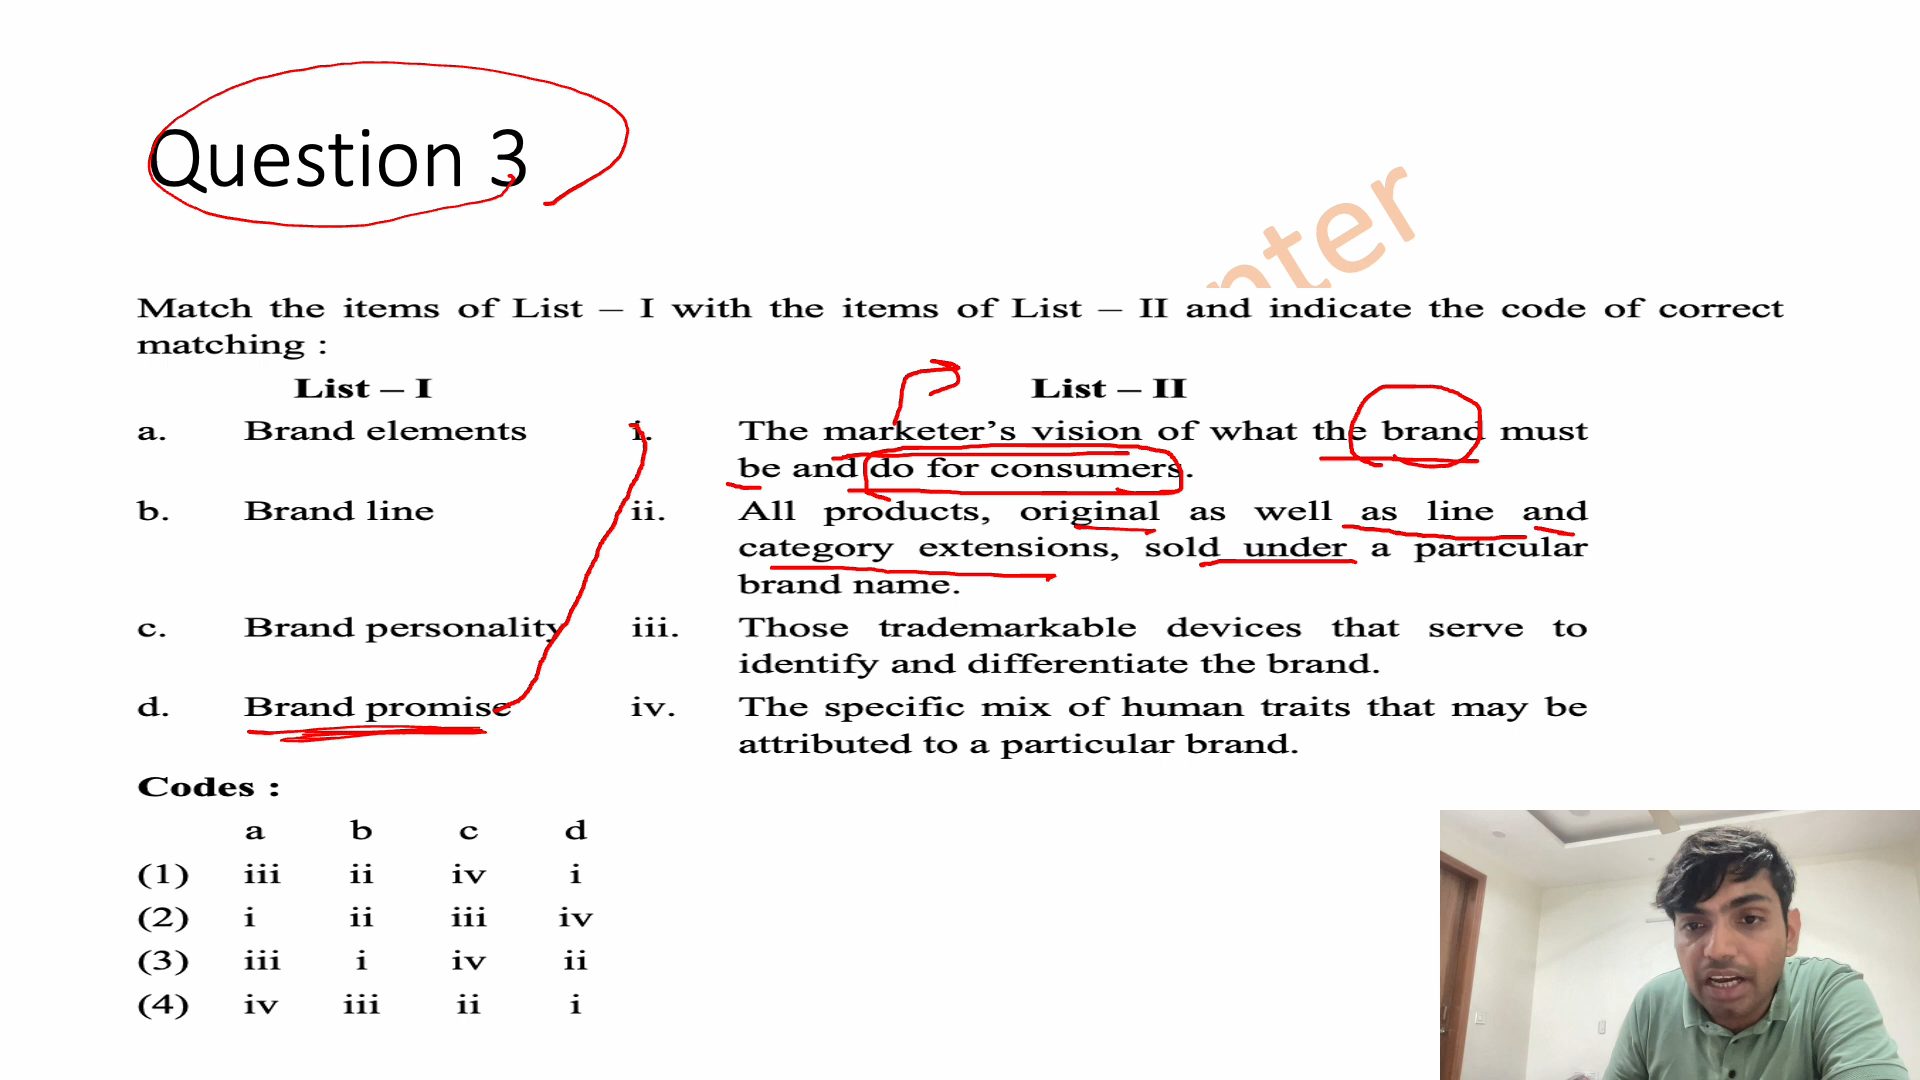 Question 3
nter
Match the items of List – I with the items of List – II and indicate the code of correct
matching :
List – I List – II
a. Brand elements i. The marketer’s vision of what the brand must
be and do for consumers.
b. Brand line ii. All products, original as well as line and
category extensions, sold under a particular
brand name.
c. Brand personality iii. Those trademarkable devices that serve to
identify and differentiate the brand.
d. Brand promise iv. The specific mix of human traits that may be
attributed to a particular brand.
Codes :
a b c d
(1) iii ii iv i
(2) i ii iii iv
(3) iii i iv ii
(4) iv iii ii i